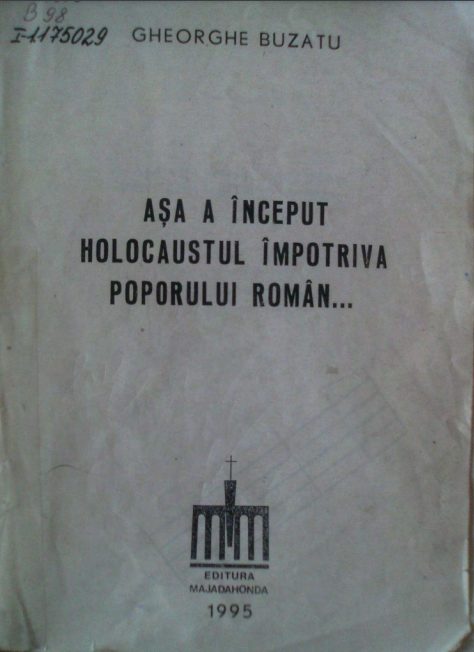 B 98
I-1175029
GHEORGHE BUZATU
AȘA A ÎNCEPUT
HOLOCAUSTUL ÎMPOTRIVA
POPORULUI ROMÂN...
EDITURA
MAJADAHONDA
1995